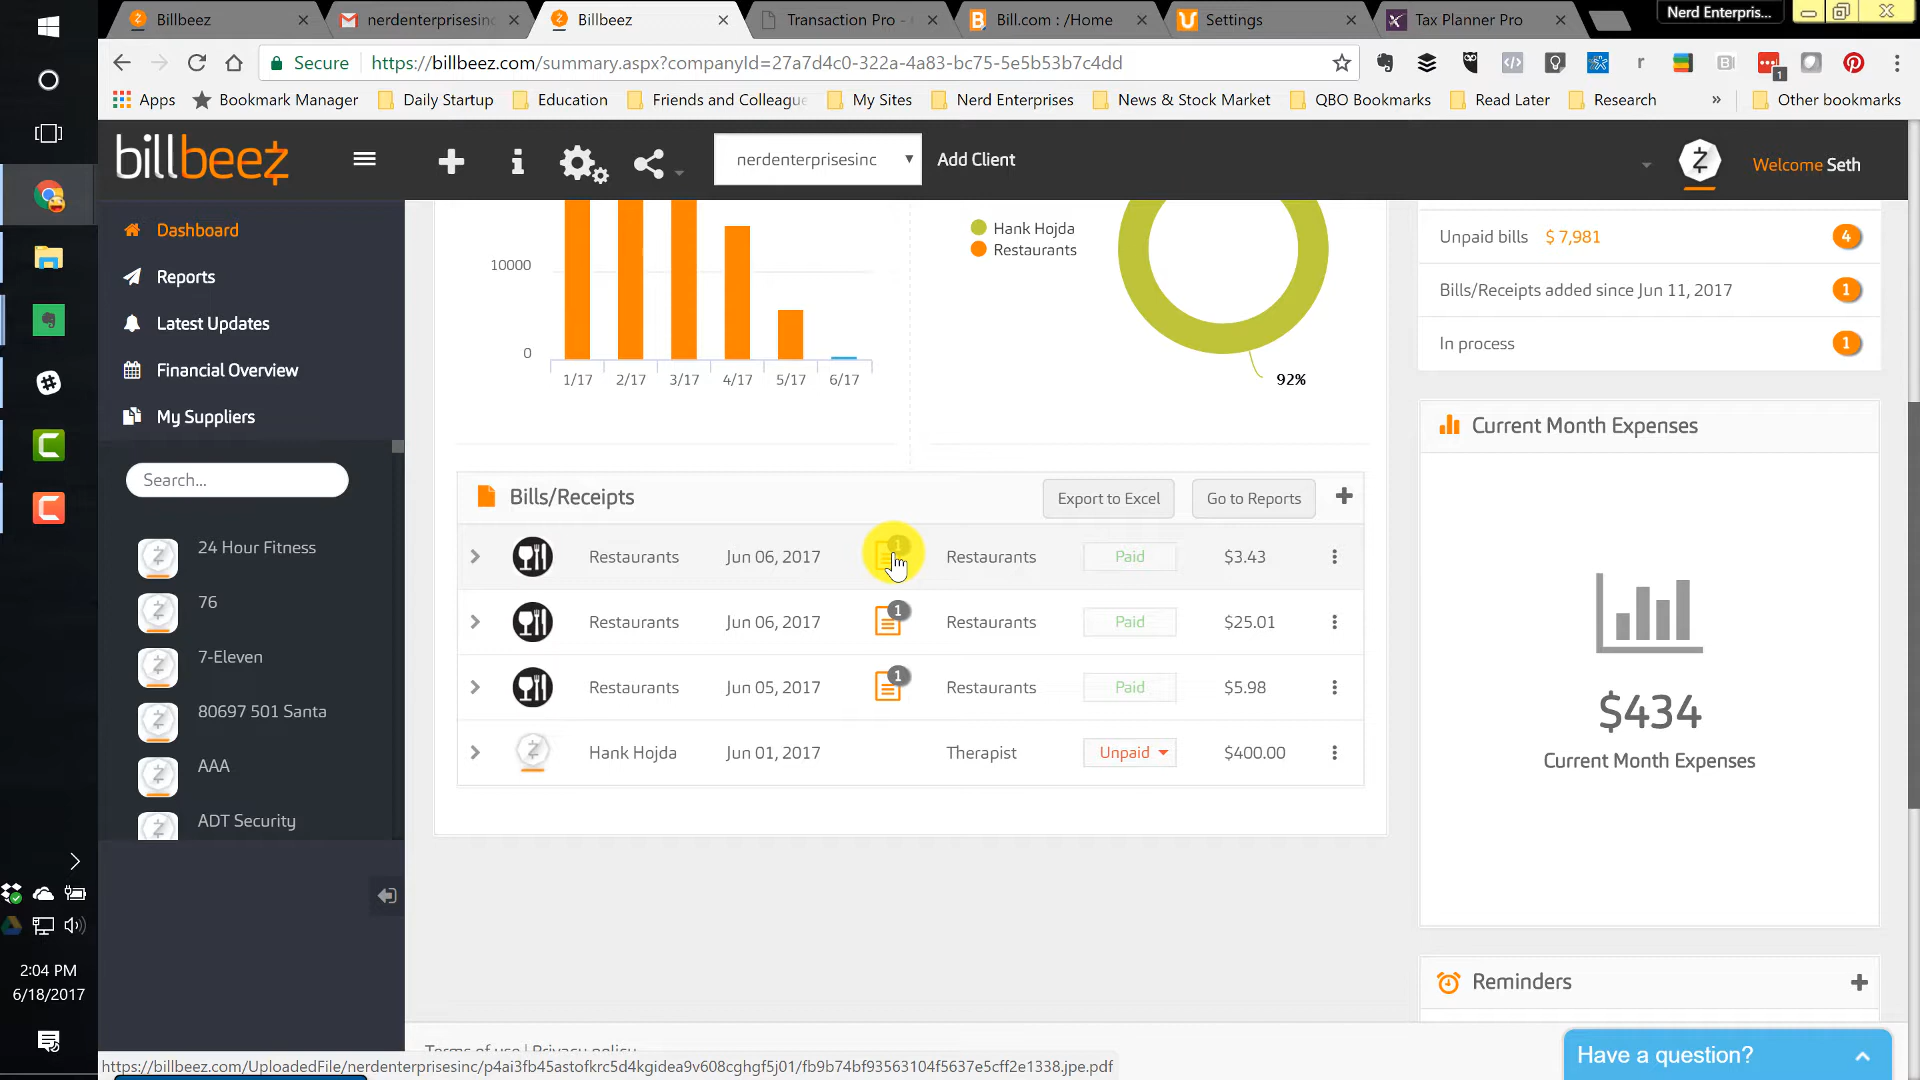 Billbeez
nerdenterprisesinc
Billbeez
Transaction Pro -
Bill.com : /Home
Settings
Tax Planner Pro
Nerd Enterpris...
Secure
https://billbeez.com/summary.aspx?companyId=27a7d4c0-322a-4a83-bc75-5e5b53b7c4dd
1
Apps
Bookmark Manager
Daily Startup
Education
Friends and Colleague
My Sites
Nerd Enterprises
News & Stock Market
QBO Bookmarks
Read Later
Research
»
Other bookmarks
billbeez
nerdenterprisesinc
Add Client
Welcome Seth
Dashboard
Reports
Latest Updates
Financial Overview
My Suppliers
Search...
24 Hour Fitness
76
7-Eleven
80697 501 Santa
AAA
ADT Security
10000
0
1/17 2/17 3/17 4/17 5/17 6/17
Hank Hojda
Restaurants
92%
Unpaid bills $ 7,981 4
Bills/Receipts added since Jun 11, 2017 1
In process 1
Current Month Expenses
$434
Current Month Expenses
Bills/Receipts
Export to Excel
Go to Reports
Restaurants Jun 06, 2017 1 Restaurants Paid $3.43
Restaurants Jun 06, 2017 1 Restaurants Paid $25.01
Restaurants Jun 05, 2017 1 Restaurants Paid $5.98
Hank Hojda Jun 01, 2017 Therapist Unpaid $400.00
Reminders
Terms of use | Privacy policy
Have a question?
2:04 PM
6/18/2017
https://billbeez.com/UploadedFile/nerdenterprisesinc/p4ai3fb45astofkrc5d4kgidea9v608cghgf5j01/fb9b74bf93563104f5637e5cff2e1338.jpe.pdf